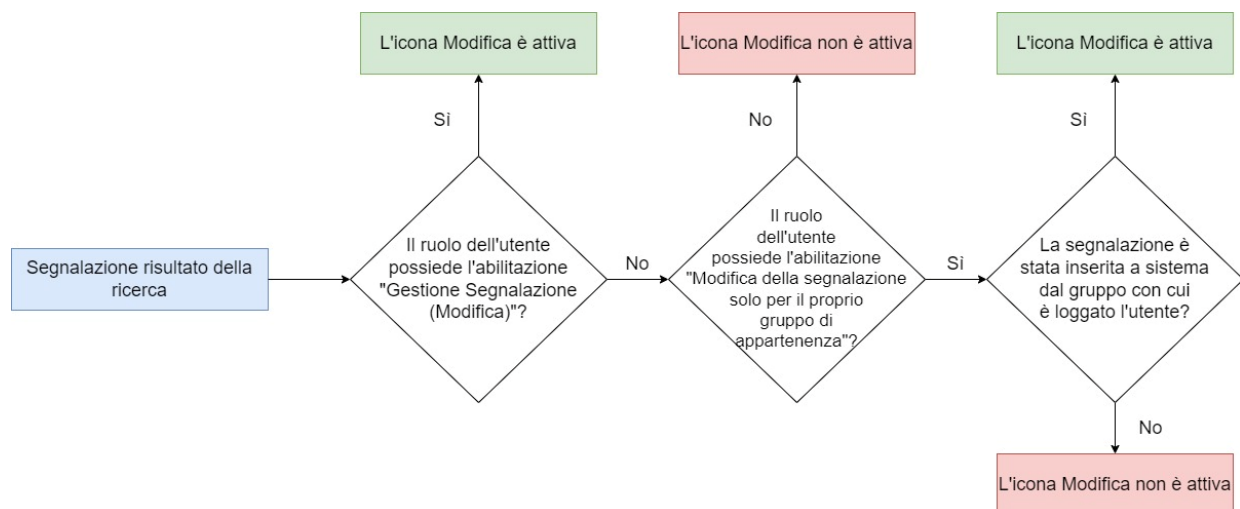 L'icona Modifica è attiva
L'icona Modifica non è attiva
L'icona Modifica è attiva
Sì
No
Sì
Segnalazione risultato della
ricerca
Il ruolo dell'utente
possiede l'abilitazione
"Gestione Segnalazione
(Modifica)"?
No
Il ruolo
dell'utente
possiede l'abilitazione
"Modifica della segnalazione
solo per il proprio
gruppo di
appartenenza"?
Sì
La segnalazione è
stata inserita a sistema
dal gruppo con cui
è loggato l'utente?
No
L'icona Modifica non è attiva